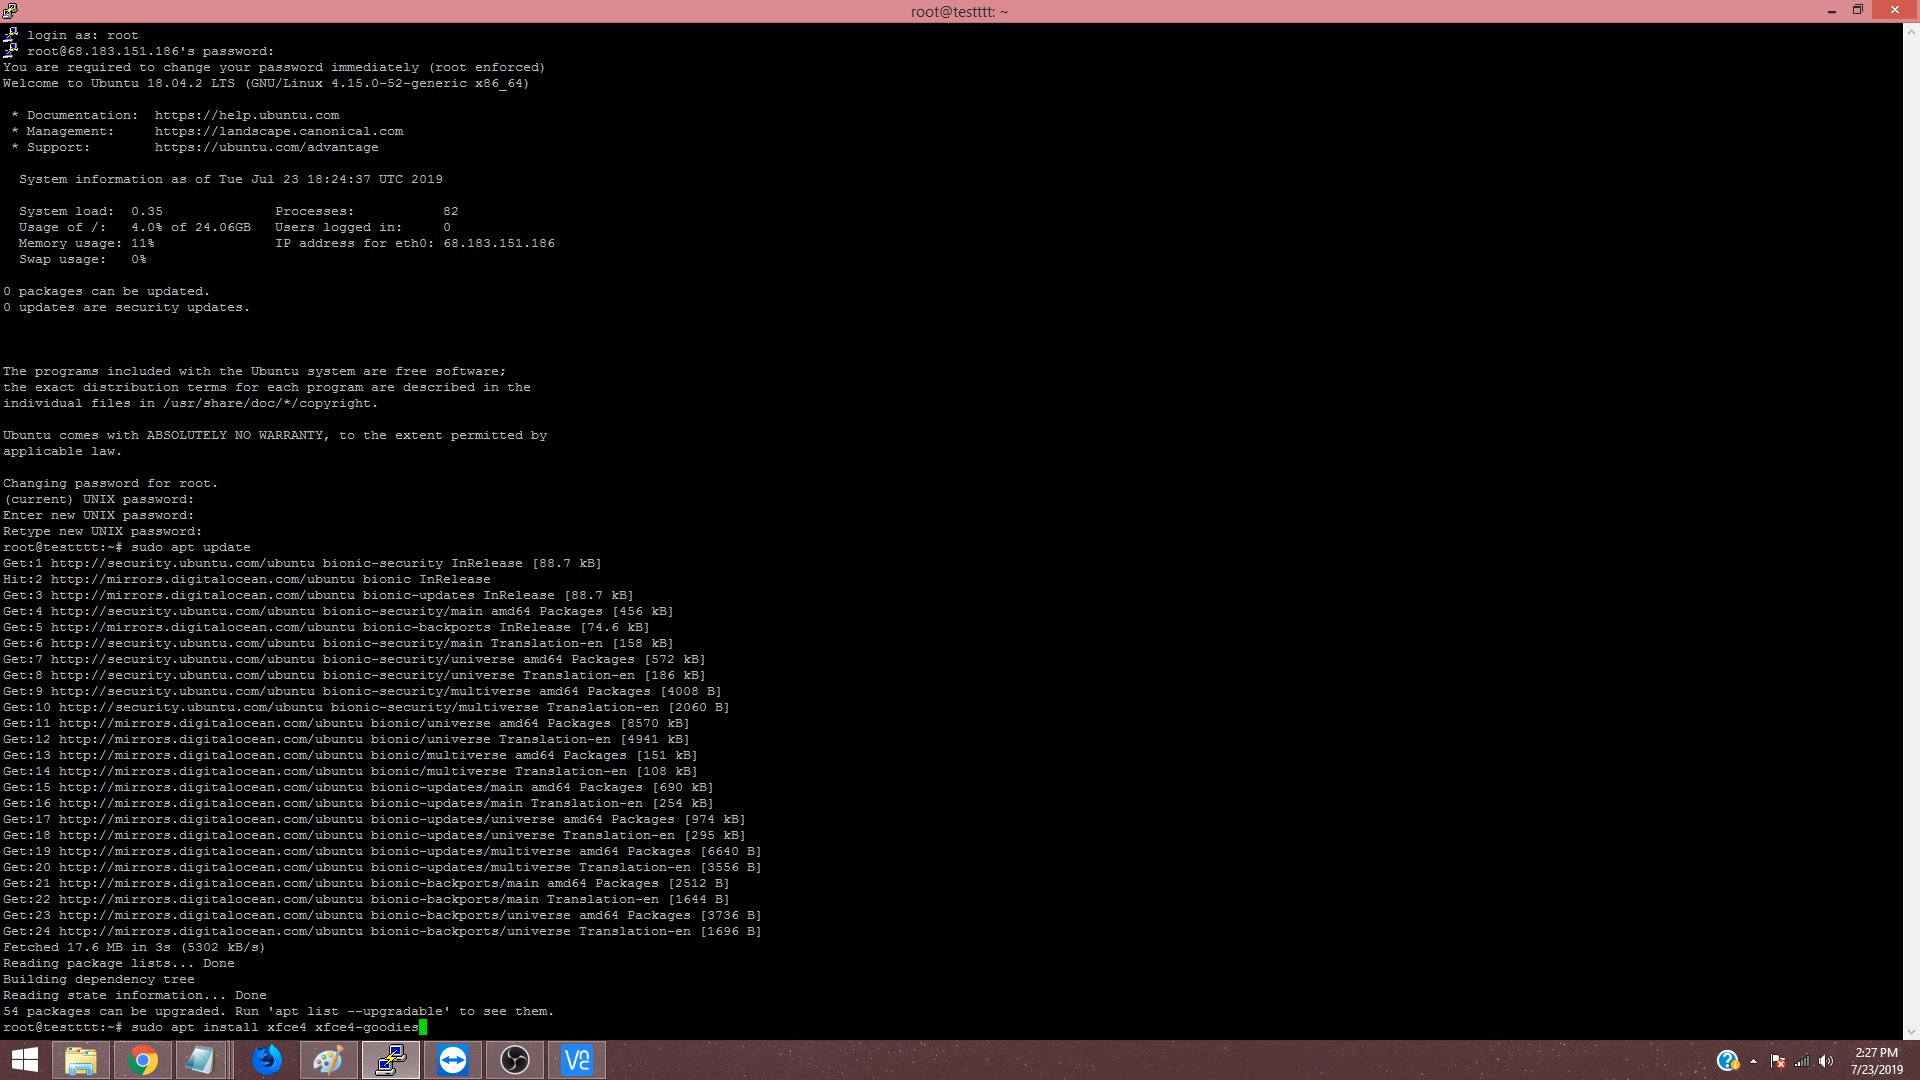 root@testttt: ~
login as: root
root@68.183.151.186's password:
You are required to change your password immediately (root enforced)
Welcome to Ubuntu 18.04.2 LTS (GNU/Linux 4.15.0-52-generic x86_64)
* Documentation:  https://help.ubuntu.com
* Management:     https://landscape.canonical.com
* Support:        https://ubuntu.com/advantage
System information as of Tue Jul 23 18:24:37 UTC 2019
System load:  0.35              Processes:           82
Usage of /:   4.0% of 24.06GB   Users logged in:     0
Memory usage: 11%               IP address for eth0: 68.183.151.186
Swap usage:   0%
0 packages can be updated.
0 updates are security updates.
The programs included with the Ubuntu system are free software;
the exact distribution terms for each program are described in the
individual files in /usr/share/doc/*/copyright.
Ubuntu comes with ABSOLUTELY NO WARRANTY, to the extent permitted by
applicable law.
Changing password for root.
(current) UNIX password:
Enter new UNIX password:
Retype new UNIX password:
root@testttt:~# sudo apt update
Get:1 http://security.ubuntu.com/ubuntu bionic-security InRelease [88.7 kB]
Hit:2 http://mirrors.digitalocean.com/ubuntu bionic InRelease
Get:3 http://mirrors.digitalocean.com/ubuntu bionic-updates InRelease [88.7 kB]
Get:4 http://security.ubuntu.com/ubuntu bionic-security/main amd64 Packages [456 kB]
Get:5 http://mirrors.digitalocean.com/ubuntu bionic-backports InRelease [74.6 kB]
Get:6 http://security.ubuntu.com/ubuntu bionic-security/main Translation-en [158 kB]
Get:7 http://security.ubuntu.com/ubuntu bionic-security/universe amd64 Packages [572 kB]
Get:8 http://security.ubuntu.com/ubuntu bionic-security/universe Translation-en [186 kB]
Get:9 http://security.ubuntu.com/ubuntu bionic-security/multiverse amd64 Packages [4008 B]
Get:10 http://security.ubuntu.com/ubuntu bionic-security/multiverse Translation-en [2060 B]
Get:11 http://mirrors.digitalocean.com/ubuntu bionic/universe amd64 Packages [8570 kB]
Get:12 http://mirrors.digitalocean.com/ubuntu bionic/universe Translation-en [4941 kB]
Get:13 http://mirrors.digitalocean.com/ubuntu bionic/multiverse amd64 Packages [151 kB]
Get:14 http://mirrors.digitalocean.com/ubuntu bionic/multiverse Translation-en [108 kB]
Get:15 http://mirrors.digitalocean.com/ubuntu bionic-updates/main amd64 Packages [690 kB]
Get:16 http://mirrors.digitalocean.com/ubuntu bionic-updates/main Translation-en [254 kB]
Get:17 http://mirrors.digitalocean.com/ubuntu bionic-updates/universe amd64 Packages [974 kB]
Get:18 http://mirrors.digitalocean.com/ubuntu bionic-updates/universe Translation-en [295 kB]
Get:19 http://mirrors.digitalocean.com/ubuntu bionic-updates/multiverse amd64 Packages [6640 B]
Get:20 http://mirrors.digitalocean.com/ubuntu bionic-updates/multiverse Translation-en [3556 B]
Get:21 http://mirrors.digitalocean.com/ubuntu bionic-backports/main amd64 Packages [2512 B]
Get:22 http://mirrors.digitalocean.com/ubuntu bionic-backports/main Translation-en [1644 B]
Get:23 http://mirrors.digitalocean.com/ubuntu bionic-backports/universe amd64 Packages [3736 B]
Get:24 http://mirrors.digitalocean.com/ubuntu bionic-backports/universe Translation-en [1696 B]
Fetched 17.6 MB in 3s (5302 kB/s)
Reading package lists... Done
Building dependency tree
Reading state information... Done
54 packages can be upgraded. Run 'apt list --upgradable' to see them.
root@testttt:~# sudo apt install xfce4 xfce4-goodies
2:27 PM
7/23/2019